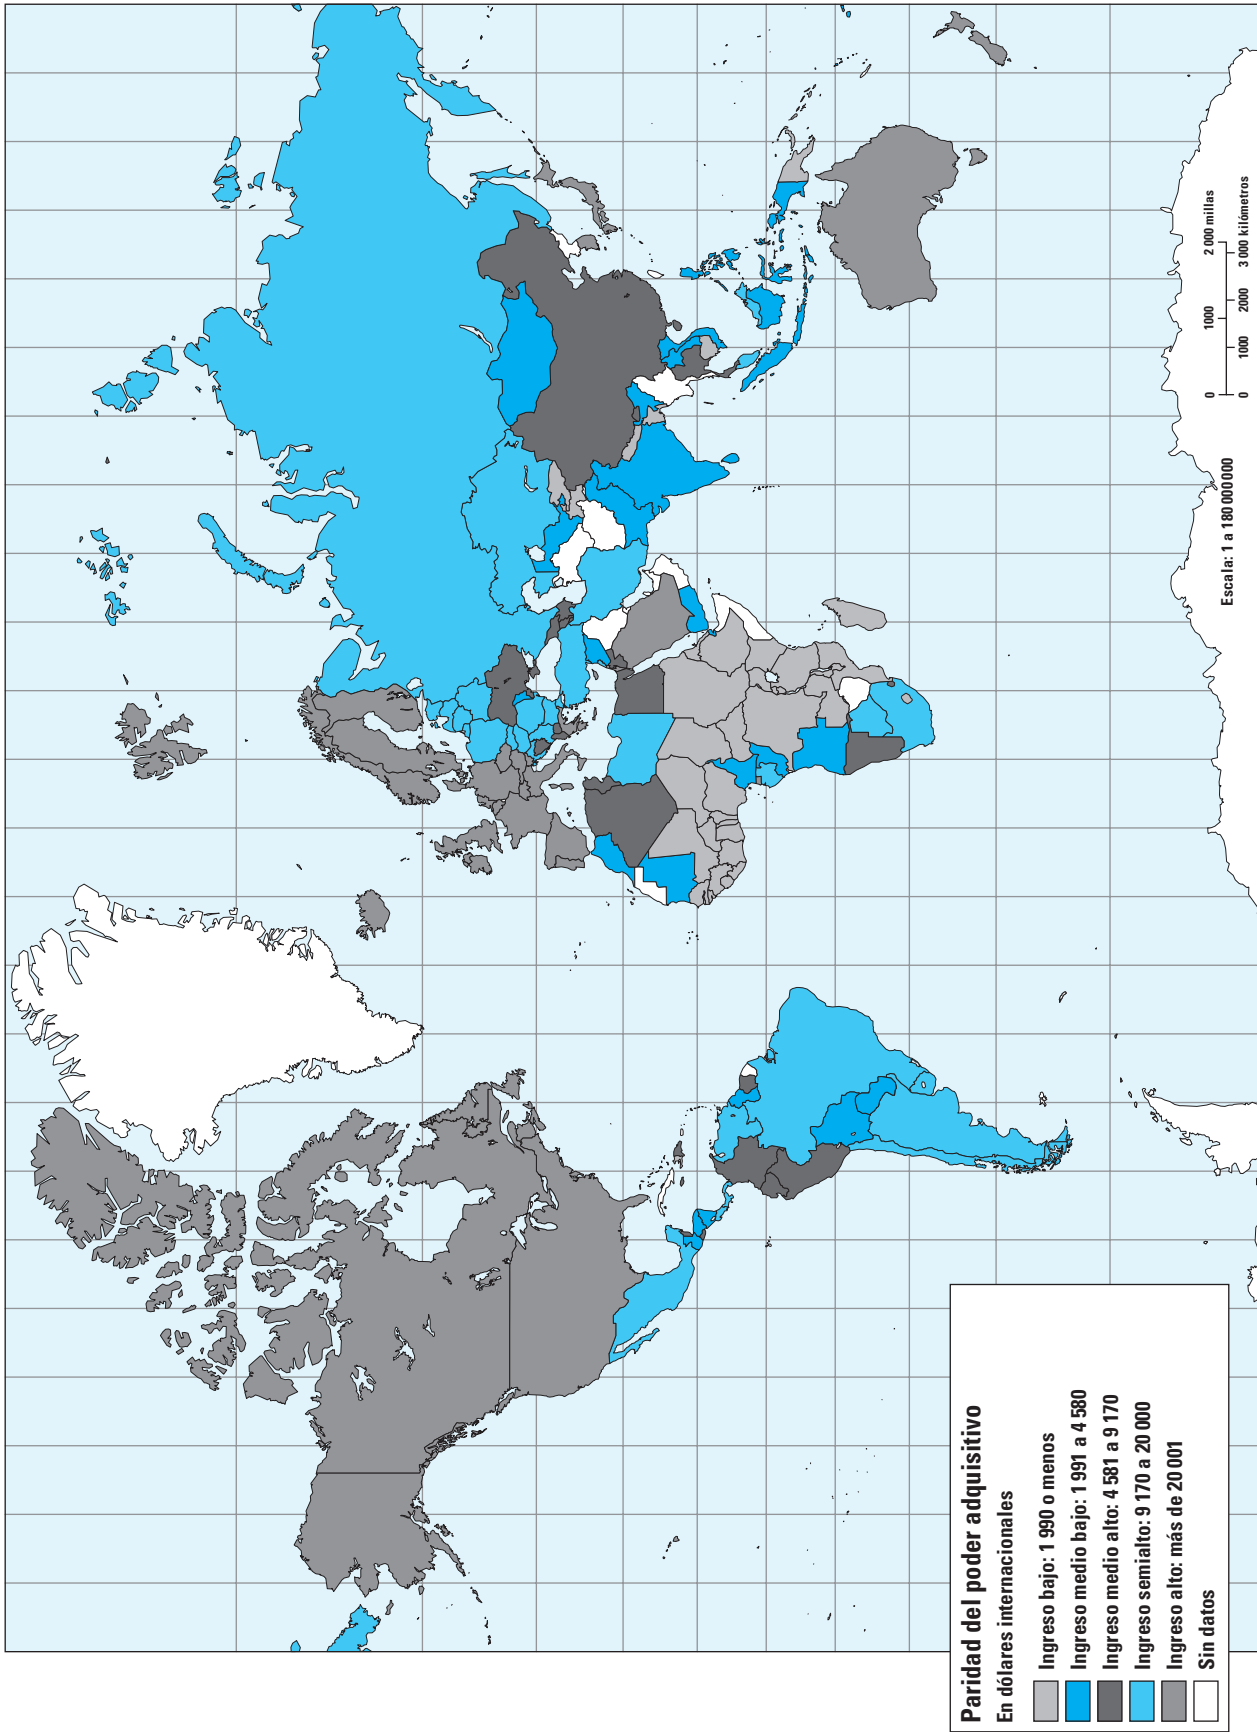 Paridad del poder adquisitivo
En dólares internacionales
Ingreso bajo: 1 990 o menos
Ingreso medio bajo: 1 991 a 4 580
Ingreso medio alto: 4 581 a 9 170
Ingreso semialto: 9 170 a 20 000
Ingreso alto: más de 20 001
Sin datos
Escala: 1 a 180 000 000
0 1000 2 000 millas
0 1000 2000 3 000 kilómetros